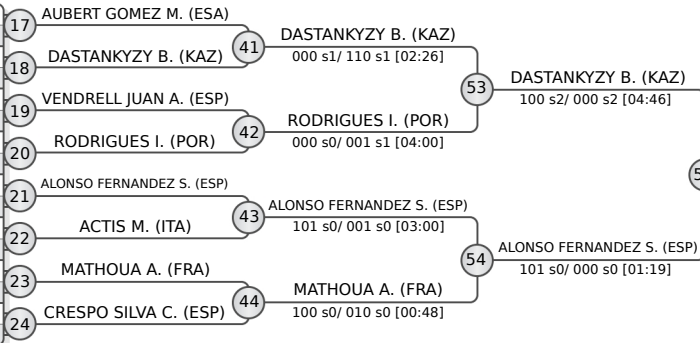 17
AUBERT GOMEZ M. (ESA)
18
DASTANKYZY B. (KAZ)
19
VENDRELL JUAN A. (ESP)
20
RODRIGUES I. (POR)
21
ALONSO FERNANDEZ S. (ESP)
22
ACTIS M. (ITA)
23
MATHOUA A. (FRA)
24
CRESPO SILVA C. (ESP)
41
DASTANKYZY B. (KAZ)
000 s1/ 110 s1 [02:26]
42
RODRIGUES I. (POR)
000 s0/ 001 s1 [04:00]
43
ALONSO FERNANDEZ S. (ESP)
101 s0/ 001 s0 [03:00]
44
MATHOUA A. (FRA)
100 s0/ 010 s0 [00:48]
53
DASTANKYZY B. (KAZ)
100 s2/ 000 s2 [04:46]
54
ALONSO FERNANDEZ S. (ESP)
101 s0/ 000 s0 [01:19]